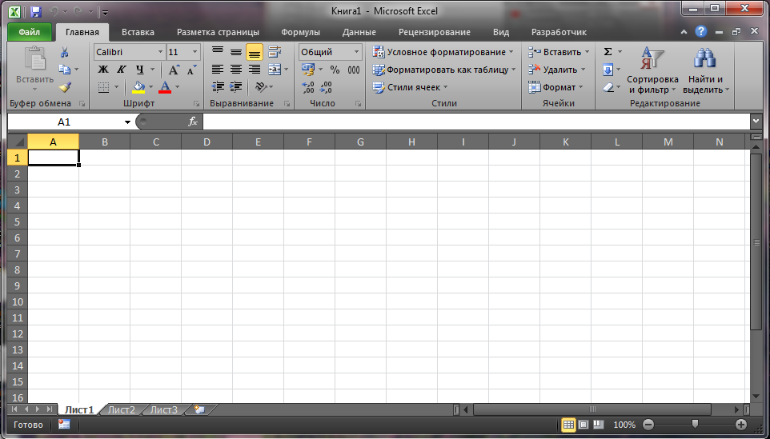 Книга1 - Microsoft Excel
Файл Главная Вставка Разметка страницы Формулы Данные Рецензирование Вид Разработчик
Calibri 11 Общий Условное форматирование Вставить Σ
Вставить Ж К Ч A A % 000 Форматировать как таблицу Удалить Сортировка и фильтр Найти и выделить
Стили ячеек Формат
Буфер обмена Шрифт Выравнивание Число Стили Ячейки Редактирование
A1 fx
A B C D E F G H I J K L M N
1
2
3
4
5
6
7
8
9
10
11
12
13
14
15
16
Лист1 Лист2 Лист3
Готово 100%